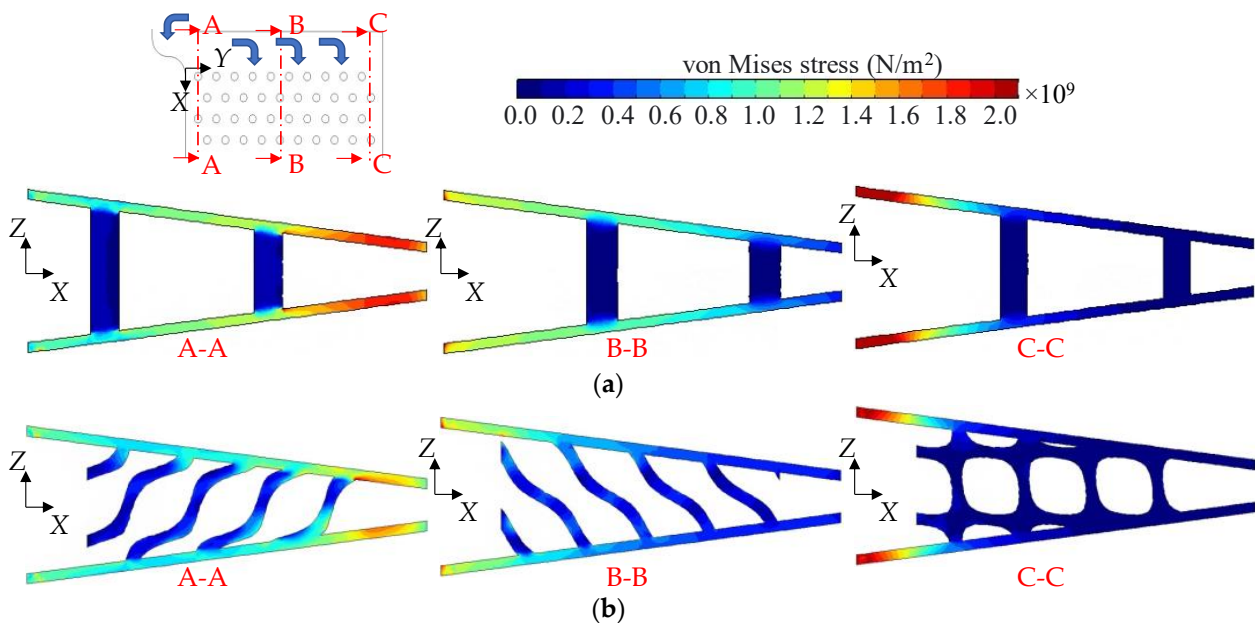 A B C
Y
X
A B C
von Mises stress (N/m²)
×10⁹
0.0 0.2 0.4 0.6 0.8 1.0 1.2 1.4 1.6 1.8 2.0
Z Z Z
X X X
A-A B-B C-C
(a)
Z Z Z
X X X
A-A B-B C-C
(b)